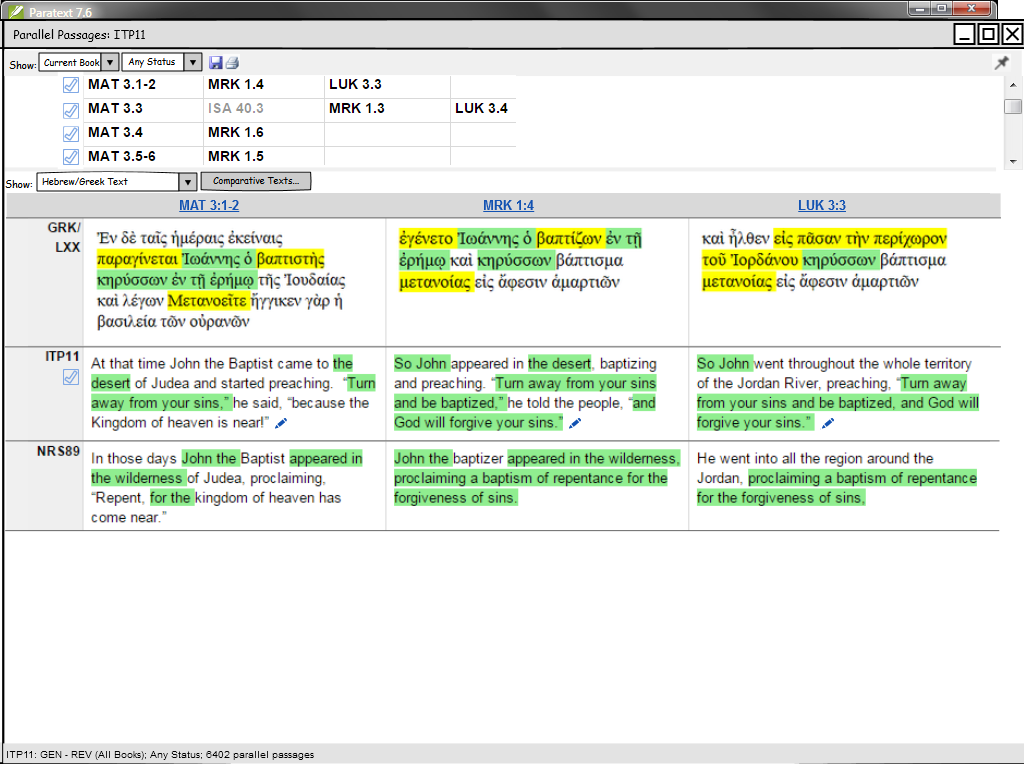 Paratext 7.6
Parallel Passages: ITP11
Show: Current Book Any Status
MAT 3.1-2 MRK 1.4 LUK 3.3
MAT 3.3 ISA 40.3 MRK 1.3 LUK 3.4
MAT 3.4 MRK 1.6
MAT 3.5-6 MRK 1.5
Show: Hebrew/Greek Text Comparative Texts...
MAT 3:1-2 MRK 1:4 LUK 3:3
GRK/
LXX
Ἐν δὲ ταῖς ἡμέραις ἐκείναις
παραγίνεται Ἰωάννης ὁ βαπτιστὴς
κηρύσσων ἐν τῇ ἐρήμῳ τῆς Ἰουδαίας
καὶ λέγων Μετανοεῖτε ἤγγικεν γὰρ ἡ
βασιλεία τῶν οὐρανῶν
ἐγένετο Ἰωάννης ὁ βαπτίζων ἐν τῇ
ἐρήμῳ καὶ κηρύσσων βάπτισμα
μετανοίας εἰς ἄφεσιν ἁμαρτιῶν
καὶ ἦλθεν εἰς πᾶσαν τὴν περίχωρον
τοῦ Ἰορδάνου κηρύσσων βάπτισμα
μετανοίας εἰς ἄφεσιν ἁμαρτιῶν
ITP11
At that time John the Baptist came to the
desert of Judea and started preaching. “Turn
away from your sins,” he said, “because the
Kingdom of heaven is near!”
So John appeared in the desert, baptizing
and preaching. “Turn away from your sins
and be baptized,” he told the people, “and
God will forgive your sins.”
So John went throughout the whole territory
of the Jordan River, preaching, “Turn away
from your sins and be baptized, and God will
forgive your sins.”
NRS89
In those days John the Baptist appeared in
the wilderness of Judea, proclaiming,
“Repent, for the kingdom of heaven has
come near.”
John the baptizer appeared in the wilderness,
proclaiming a baptism of repentance for the
forgiveness of sins.
He went into all the region around the
Jordan, proclaiming a baptism of repentance
for the forgiveness of sins,
ITP11: GEN - REV (All Books); Any Status; 6402 parallel passages